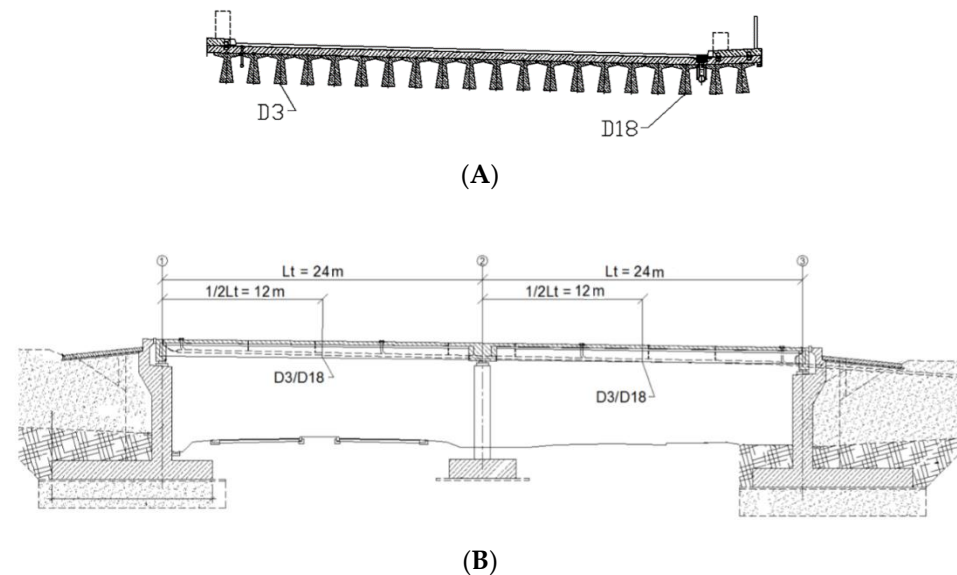 D3
D18
(A)
1
2
3
Lt = 24m
Lt = 24m
1/2Lt = 12m
1/2Lt = 12m
D3/D18
D3/D18
(B)